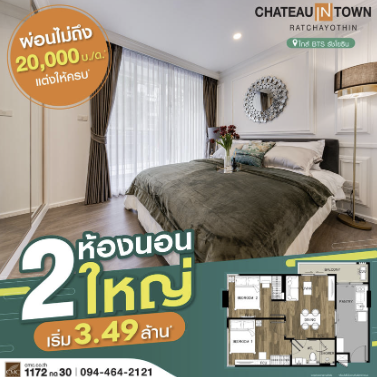 CHATEAU IN TOWN
RATCHAYOTHIN
ใกล้ BTS รัชโยธิน
ผ่อนไม่ถึง
20,000 บ./ด.
แต่งให้ครบ*
2 ห้องนอน
ใหญ่
เริ่ม 3.49 ล้าน*
BALCONY
BEDROOM 2
DINING
PANTRY
BEDROOM 1
1172 กด 30 | 094-464-2121